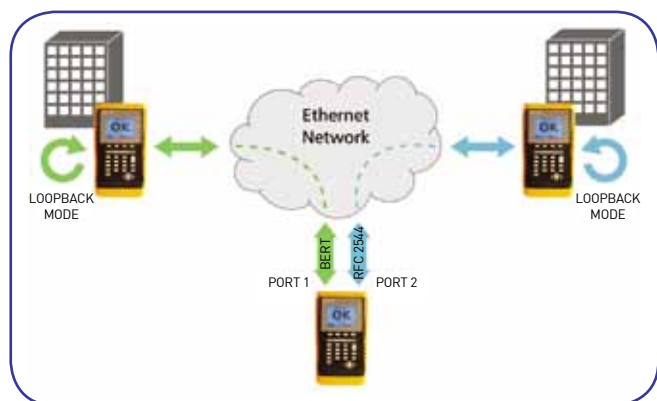 Ethernet
Network
OK
OK
LOOPBACK
MODE
LOOPBACK
MODE
BERT
RFC 2544
PORT 1
PORT 2
OK